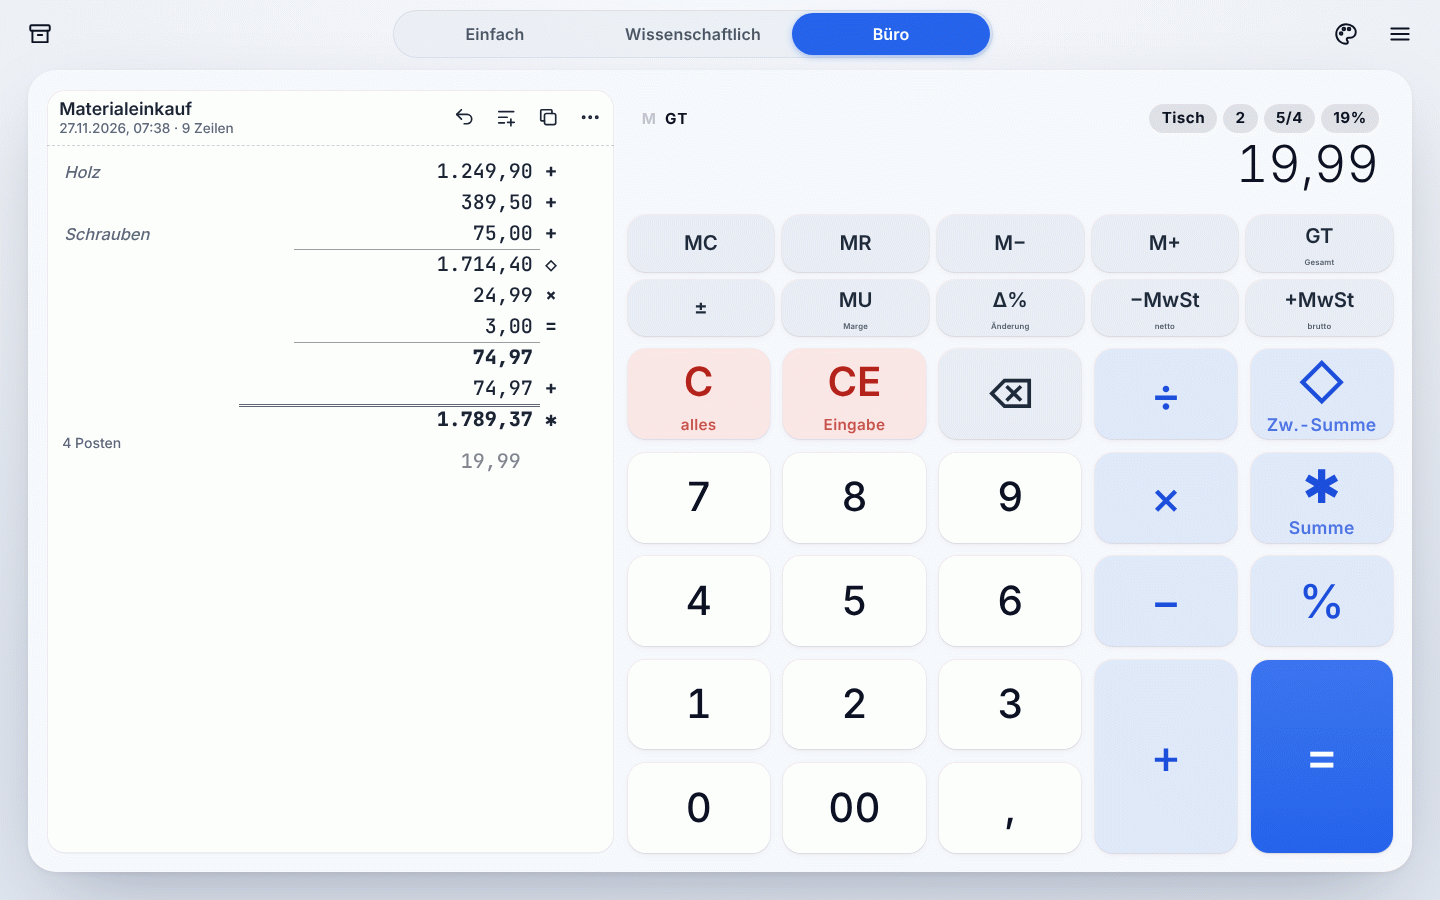 Einfach
Wissenschaftlich
Büro
Materialeinkauf
27.11.2026, 07:38 · 9 Zeilen
Holz 1.249,90 +
389,50 +
Schrauben 75,00 +
1.714,40 ◇
24,99 ×
3,00 =
74,97
74,97 +
1.789,37 ✱
4 Posten
19,99
M GT
Tisch 2 5/4 19%
19,99
MC MR M− M+ GT
Gesamt
± MU Δ% −MwSt +MwSt
Marge Änderung netto brutto
C CE ÷ ◇
alles Eingabe Zw.-Summe
7 8 9 × ✱
Summe
4 5 6 − %
1 2 3
+ =
0 00 ,